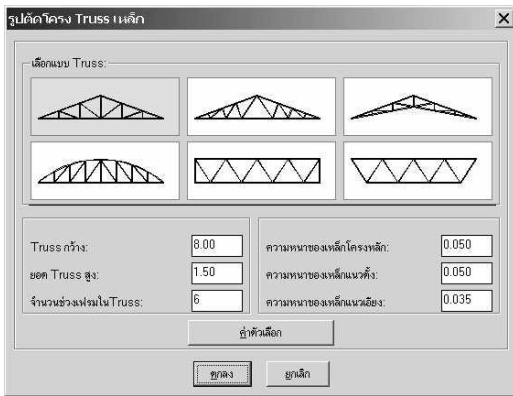 รูปตัดโครง Truss เหล็ก
เลือกแบบ Truss:
Truss กว้าง: 8.00
ยอด Truss สูง: 1.50
จำนวนช่วงเฟรมใน Truss: 6
ความหนาของเหล็กโครงหลัก: 0.050
ความหนาของเหล็กแนวตั้ง: 0.050
ความหนาของเหล็กแนวเอียง: 0.035
ค่าตัวเลือก
ตกลง
ยกเลิก